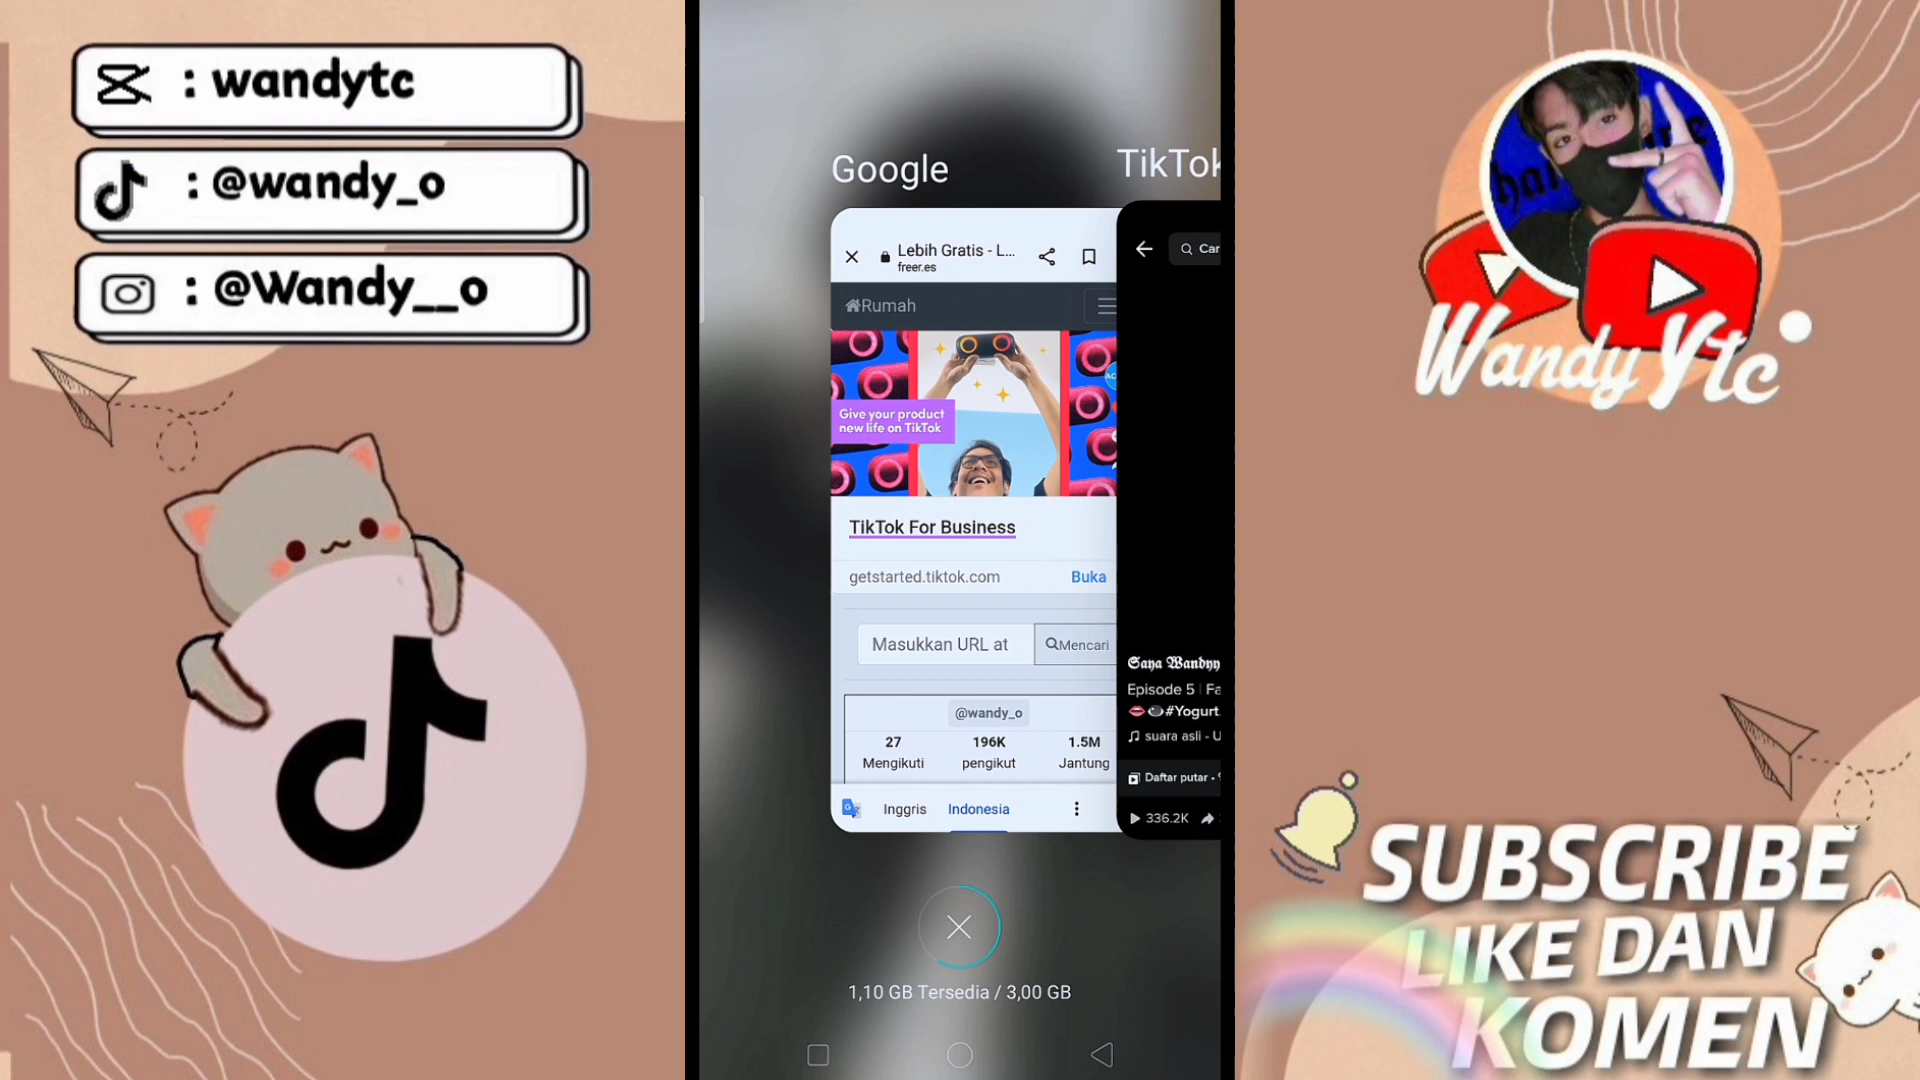 : wandytc
: @wandy_o
: @Wandy__o
Google
TikTok
Lebih Gratis - L...
freer.es
Rumah
Give your product
new life on TikTok
TikTok For Business
getstarted.tiktok.com
Buka
Masukkan URL at
Mencari
@wandy_o
27
196K
1.5M
Mengikuti
pengikut
Jantung
Inggris
Indonesia
Car
𝕾𝖆𝖞𝖆 𝖂𝖆𝖓𝖉𝖞𝖞
Episode 5 | Fa
👄👁️#Yogurt
suara asli - U
Daftar putar •
336.2K
1,10 GB Tersedia / 3,00 GB
Wandy Ytc
SUBSCRIBE
LIKE DAN
KOMEN